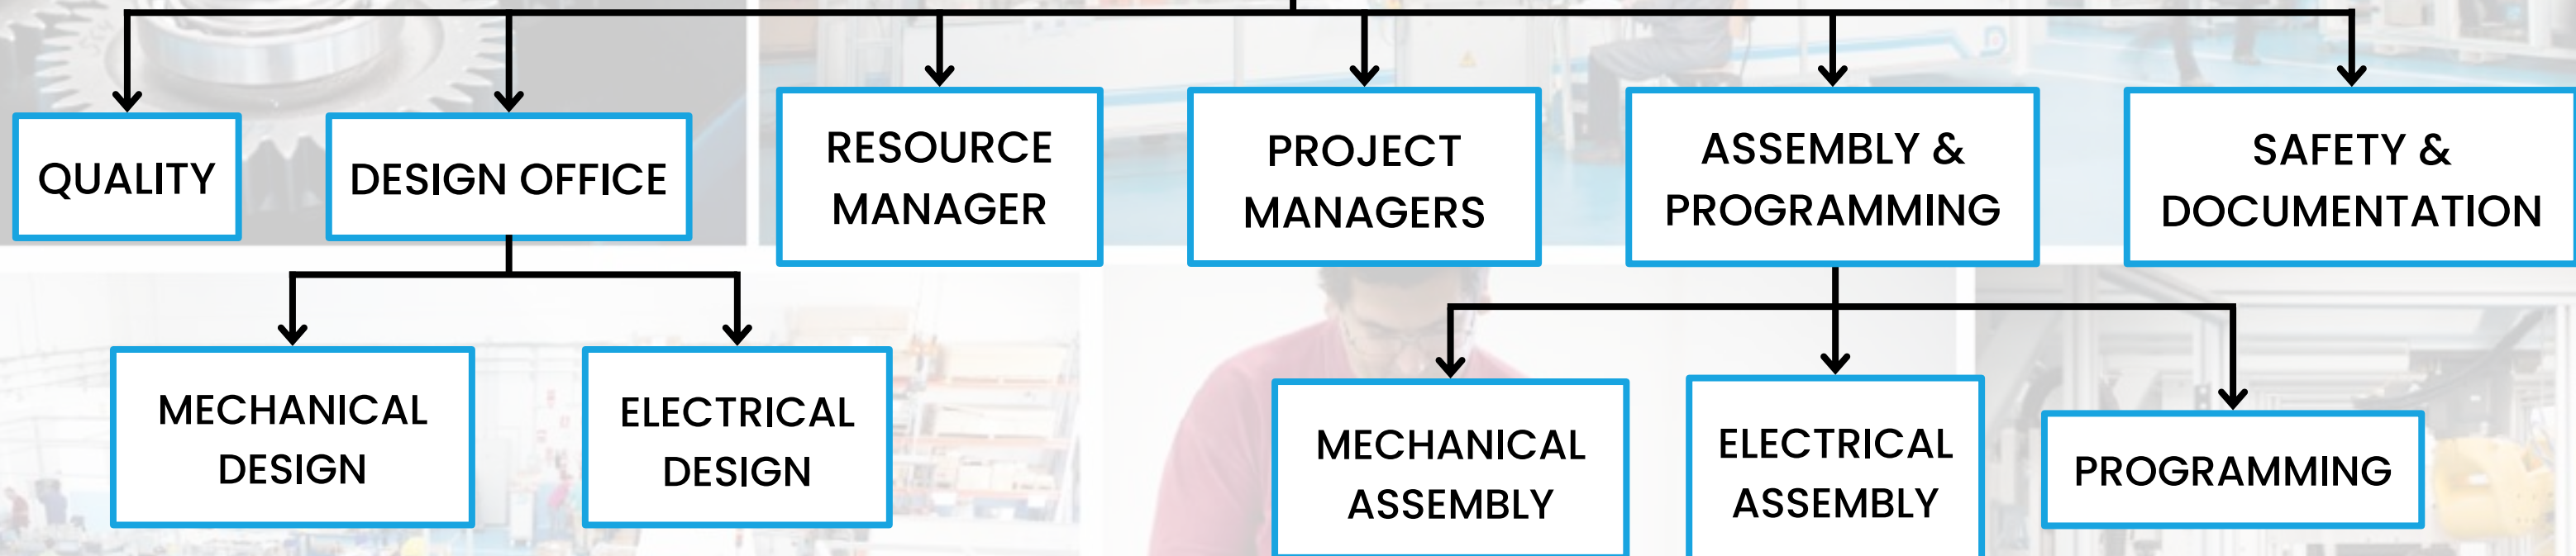 QUALITY
DESIGN OFFICE
RESOURCE
MANAGER
PROJECT
MANAGERS
ASSEMBLY &
PROGRAMMING
SAFETY &
DOCUMENTATION
MECHANICAL
DESIGN
ELECTRICAL
DESIGN
MECHANICAL
ASSEMBLY
ELECTRICAL
ASSEMBLY
PROGRAMMING